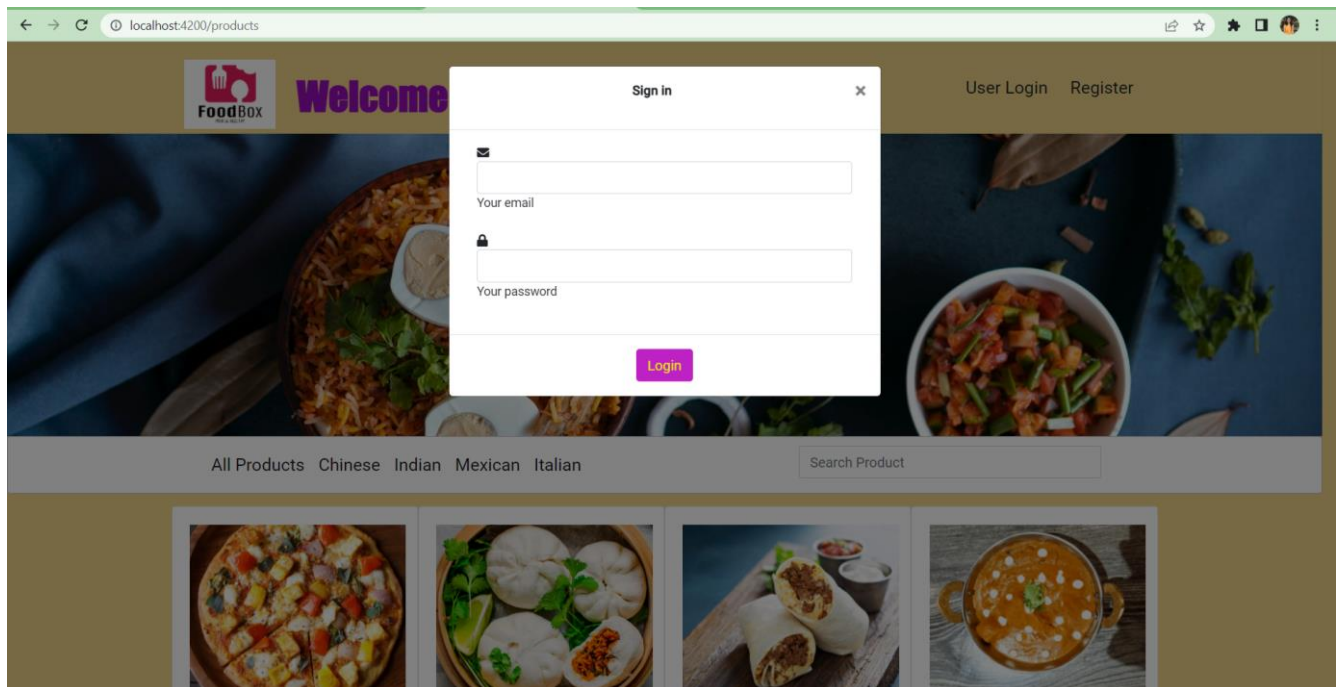 localhost:4200/products
FoodBox
Welcome
User Login Register
Sign in ×
Your email
Your password
Login
All Products Chinese Indian Mexican Italian
Search Product